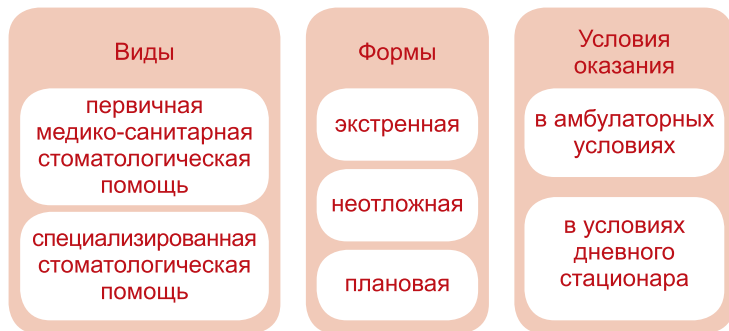 Виды
первичная
медико-санитарная
стоматологическая
помощь
специализированная
стоматологическая
помощь
Формы
экстренная
неотложная
плановая
Условия
оказания
в амбулаторных
условиях
в условиях
дневного
стационара